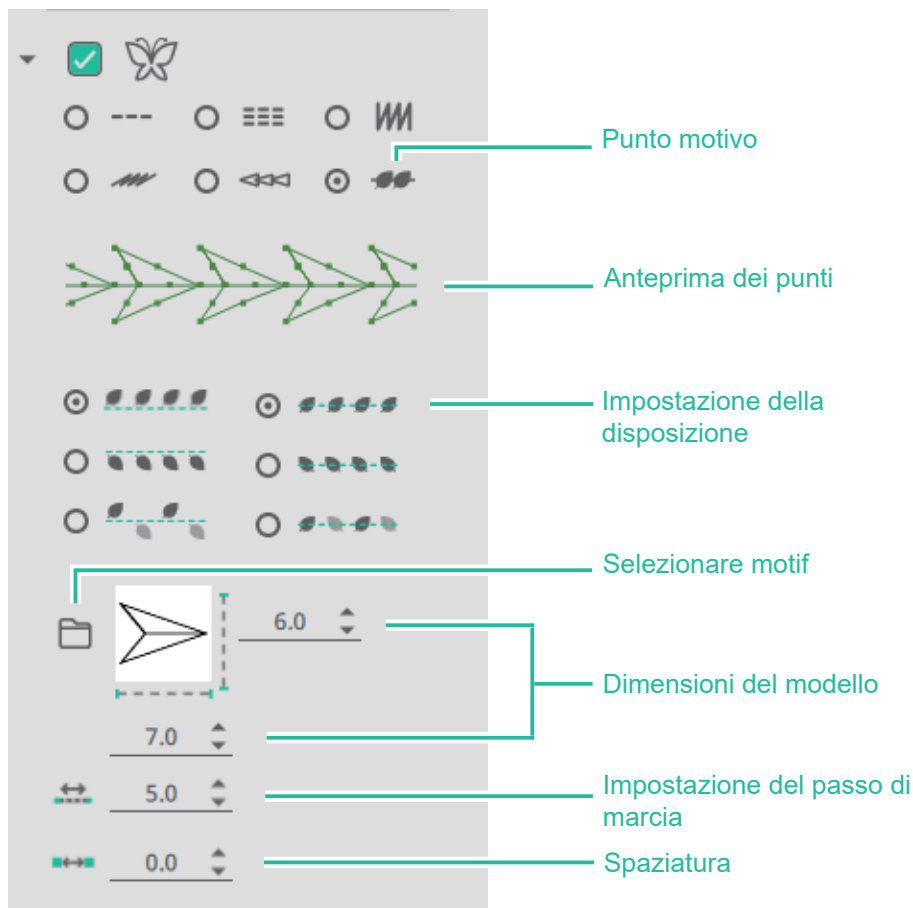 Punto motivo
Anteprima dei punti
Impostazione della
disposizione
Selezionare motif
6.0
Dimensioni del modello
7.0
Impostazione del passo di
marcia
5.0
Spaziatura
0.0